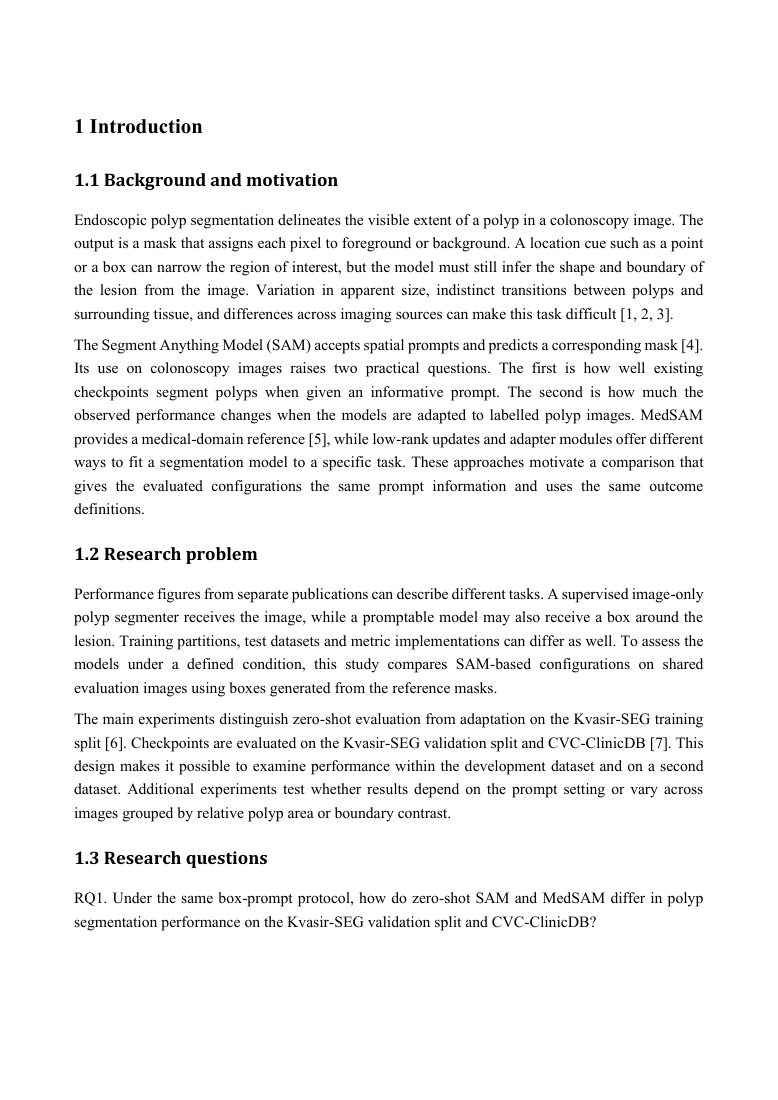 1 Introduction
1.1 Background and motivation
Endoscopic polyp segmentation delineates the visible extent of a polyp in a colonoscopy image. The
output is a mask that assigns each pixel to foreground or background. A location cue such as a point
or a box can narrow the region of interest, but the model must still infer the shape and boundary of
the lesion from the image. Variation in apparent size, indistinct transitions between polyps and
surrounding tissue, and differences across imaging sources can make this task difficult [1, 2, 3].
The Segment Anything Model (SAM) accepts spatial prompts and predicts a corresponding mask [4].
Its use on colonoscopy images raises two practical questions. The first is how well existing
checkpoints segment polyps when given an informative prompt. The second is how much the
observed performance changes when the models are adapted to labelled polyp images. MedSAM
provides a medical-domain reference [5], while low-rank updates and adapter modules offer different
ways to fit a segmentation model to a specific task. These approaches motivate a comparison that
gives the evaluated configurations the same prompt information and uses the same outcome
definitions.
1.2 Research problem
Performance figures from separate publications can describe different tasks. A supervised image-only
polyp segmenter receives the image, while a promptable model may also receive a box around the
lesion. Training partitions, test datasets and metric implementations can differ as well. To assess the
models under a defined condition, this study compares SAM-based configurations on shared
evaluation images using boxes generated from the reference masks.
The main experiments distinguish zero-shot evaluation from adaptation on the Kvasir-SEG training
split [6]. Checkpoints are evaluated on the Kvasir-SEG validation split and CVC-ClinicDB [7]. This
design makes it possible to examine performance within the development dataset and on a second
dataset. Additional experiments test whether results depend on the prompt setting or vary across
images grouped by relative polyp area or boundary contrast.
1.3 Research questions
RQ1. Under the same box-prompt protocol, how do zero-shot SAM and MedSAM differ in polyp
segmentation performance on the Kvasir-SEG validation split and CVC-ClinicDB?